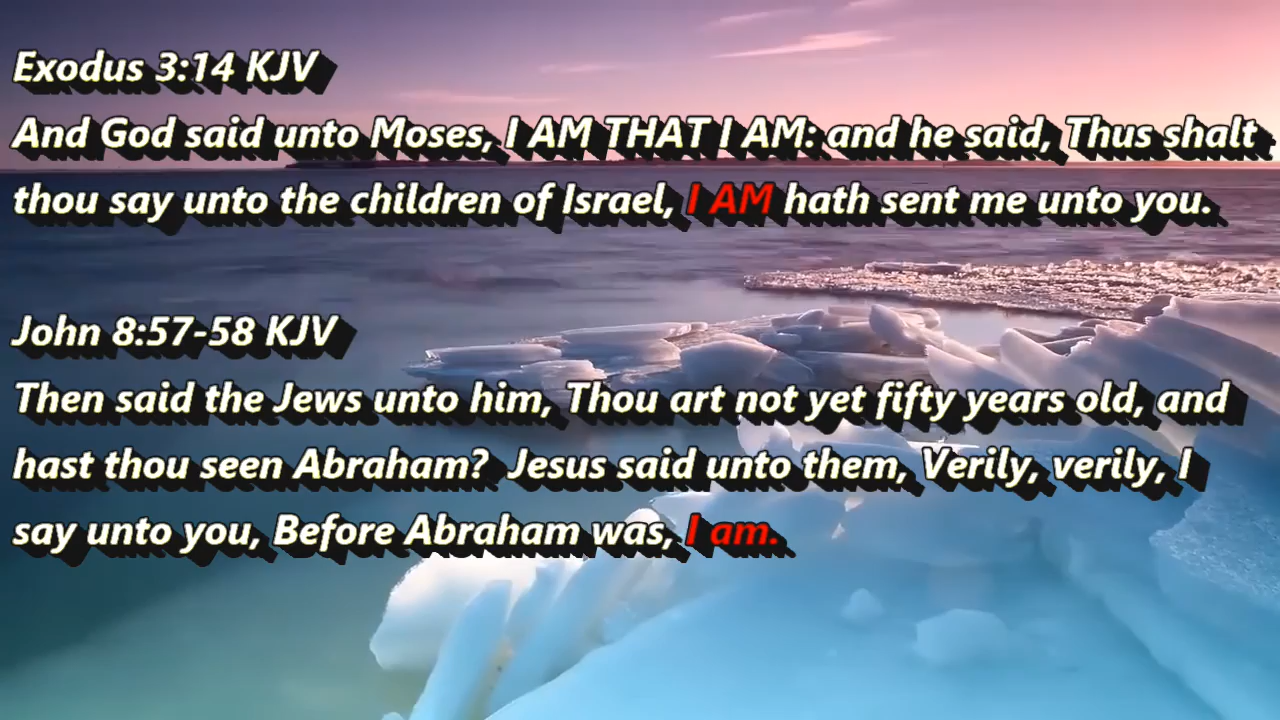 Exodus 3:14 KJV
And God said unto Moses, I AM THAT I AM: and he said, Thus shalt
thou say unto the children of Israel, I AM hath sent me unto you.
John 8:57-58 KJV
Then said the Jews unto him, Thou art not yet fifty years old, and
hast thou seen Abraham?  Jesus said unto them, Verily, verily, I
say unto you, Before Abraham was, I am.